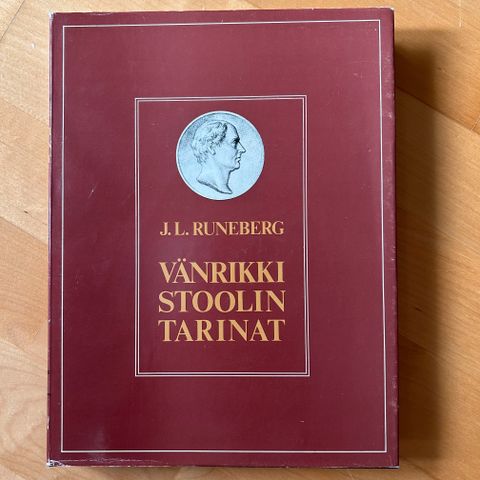 J. L. RUNEBERG
VÄNRIKKI
STOOLIN
TARINAT